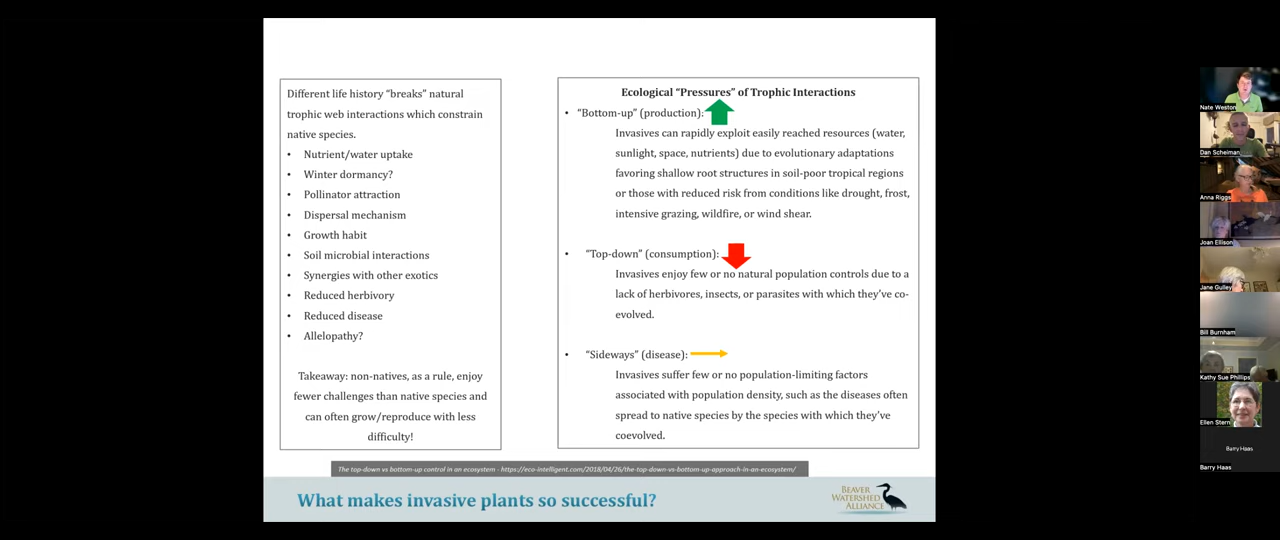 Different life history “breaks” natural
trophic web interactions which constrain
native species.
• Nutrient/water uptake
• Winter dormancy?
• Pollinator attraction
• Dispersal mechanism
• Growth habit
• Soil microbial interactions
• Synergies with other exotics
• Reduced herbivory
• Reduced disease
• Allelopathy?
Takeaway: non-natives, as a rule, enjoy
fewer challenges than native species and
can often grow/reproduce with less
difficulty!
Ecological “Pressures” of Trophic Interactions
• “Bottom-up” (production):
Invasives can rapidly exploit easily reached resources (water,
sunlight, space, nutrients) due to evolutionary adaptations
favoring shallow root structures in soil-poor tropical regions
or those with reduced risk from conditions like drought, frost,
intensive grazing, wildfire, or wind shear.
• “Top-down” (consumption):
Invasives enjoy few or no natural population controls due to a
lack of herbivores, insects, or parasites with which they’ve co-
evolved.
• “Sideways” (disease):
Invasives suffer few or no population-limiting factors
associated with population density, such as the diseases often
spread to native species by the species with which they’ve
coevolved.
The top-down vs bottom-up control in an ecosystem - https://eco-intelligent.com/2018/04/26/the-top-down-vs-bottom-up-approach-in-an-ecosystem/
What makes invasive plants so successful?
BEAVER
WATERSHED
ALLIANCE
Nate Weston
Dan Scheiman
Anna Riggs
Joan Ellison
Jane Gulley
Bill Burnham
Kathy Sue Phillips
Ellen Stern
Barry Haas
Barry Haas